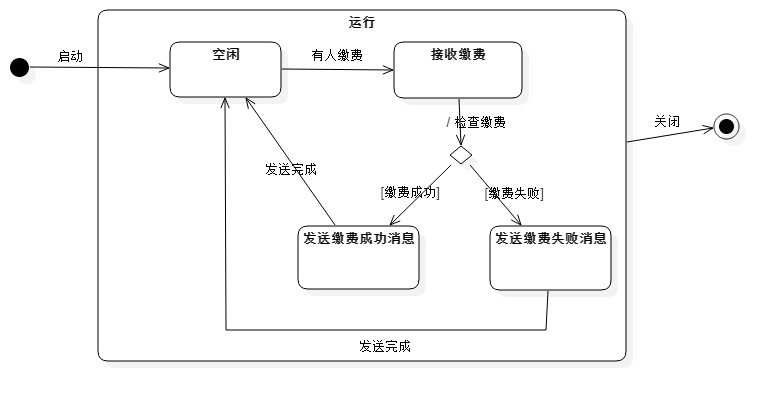 运行
启动
空闲
有人缴费
接收缴费
/ 检查缴费
关闭
发送完成
[缴费成功]
[缴费失败]
发送缴费成功消息
发送缴费失败消息
发送完成